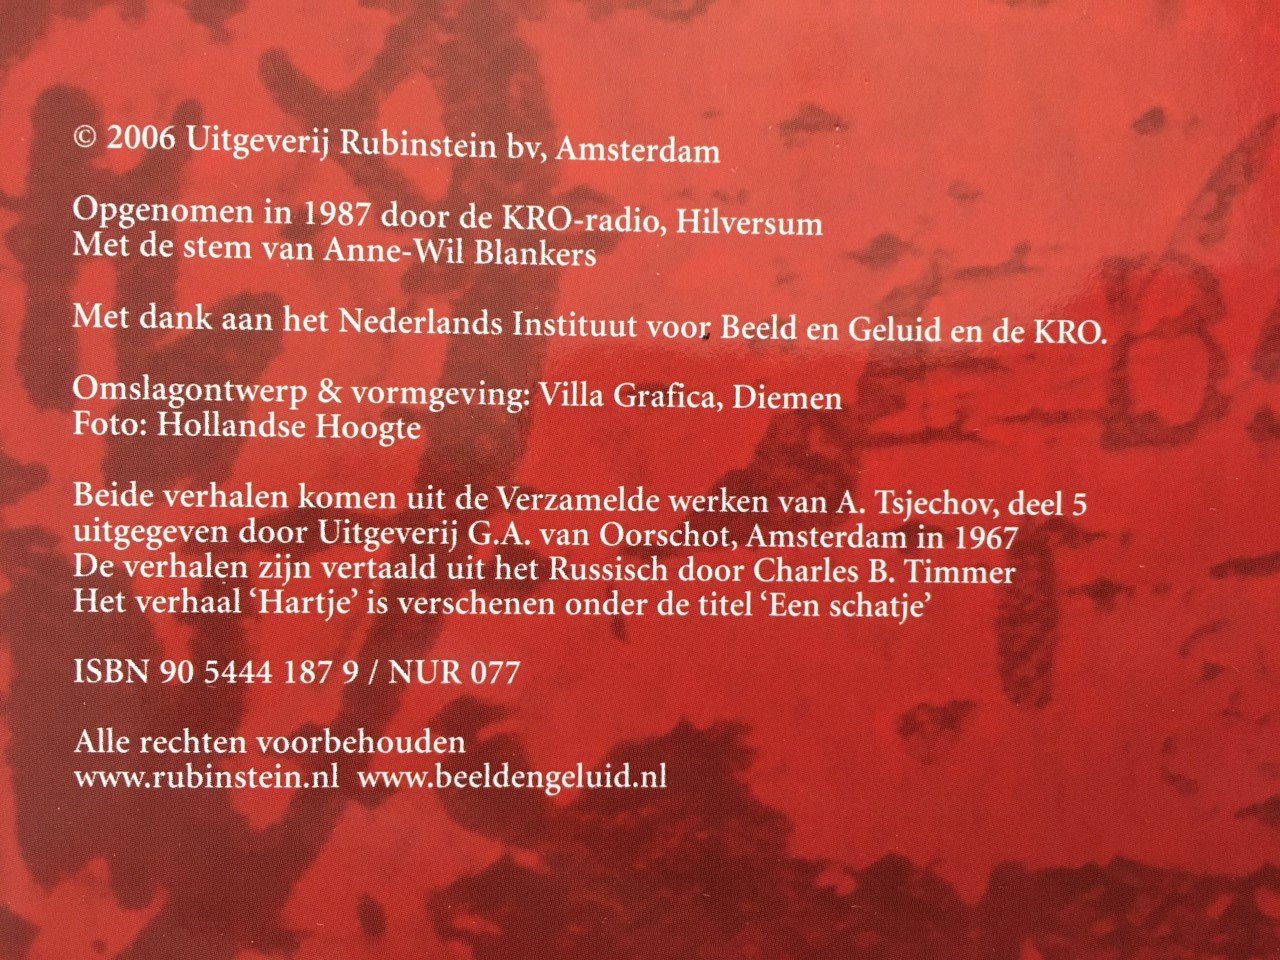 © 2006 Uitgeverij Rubinstein bv, Amsterdam
Opgenomen in 1987 door de KRO-radio, Hilversum
Met de stem van Anne-Wil Blankers
Met dank aan het Nederlands Instituut voor Beeld en Geluid en de KRO.
Omslagontwerp & vormgeving: Villa Grafica, Diemen
Foto: Hollandse Hoogte
Beide verhalen komen uit de Verzamelde werken van A. Tsjechov, deel 5
uitgegeven door Uitgeverij G.A. van Oorschot, Amsterdam in 1967
De verhalen zijn vertaald uit het Russisch door Charles B. Timmer
Het verhaal ‘Hartje’ is verschenen onder de titel ‘Een schatje’
ISBN 90 5444 187 9 / NUR 077
Alle rechten voorbehouden
www.rubinstein.nl www.beeldengeluid.nl